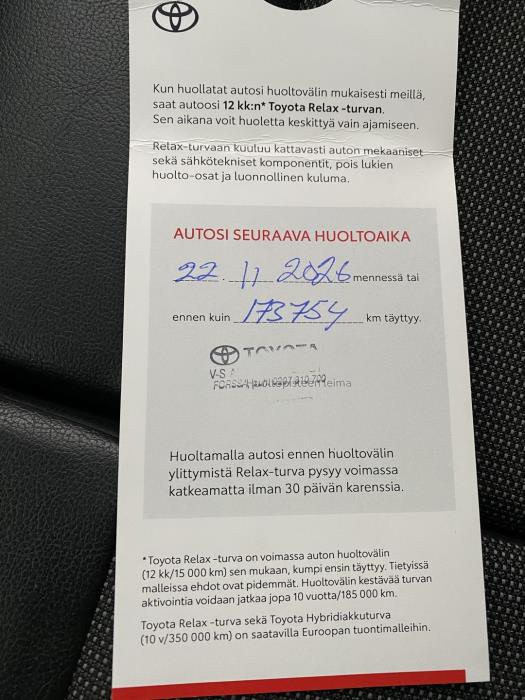 Kun huollatat autosi huoltovälin mukaisesti meillä,
saat autoosi 12 kk:n* Toyota Relax -turvan.
Sen aikana voit huoletta keskittyä vain ajamiseen.
Relax-turvaan kuuluu kattavasti auton mekaaniset
sekä sähkötekniset komponentit, pois lukien
huolto-osat ja luonnollinen kuluma.
AUTOSI SEURAAVA HUOLTOAIKA
22. 11 2026 mennessä tai
ennen kuin 173754 km täyttyy.
TOYOTA
V-S
Huoltamalla autosi ennen huoltovälin
ylittymistä Relax-turva pysyy voimassa
katkeamatta ilman 30 päivän karenssia.
*Toyota Relax -turva on voimassa auton huoltovälin
(12 kk/15 000 km) sen mukaan, kumpi ensin täyttyy. Tietyissä
malleissa ehdot ovat pidemmät. Huoltovälin kestävää turvan
aktivointia voidaan jatkaa jopa 10 vuotta/185 000 km.
Toyota Relax -turva sekä Toyota Hybridiakkuturva
(10 v/350 000 km) on saatavilla Euroopan tuontimalleihin.